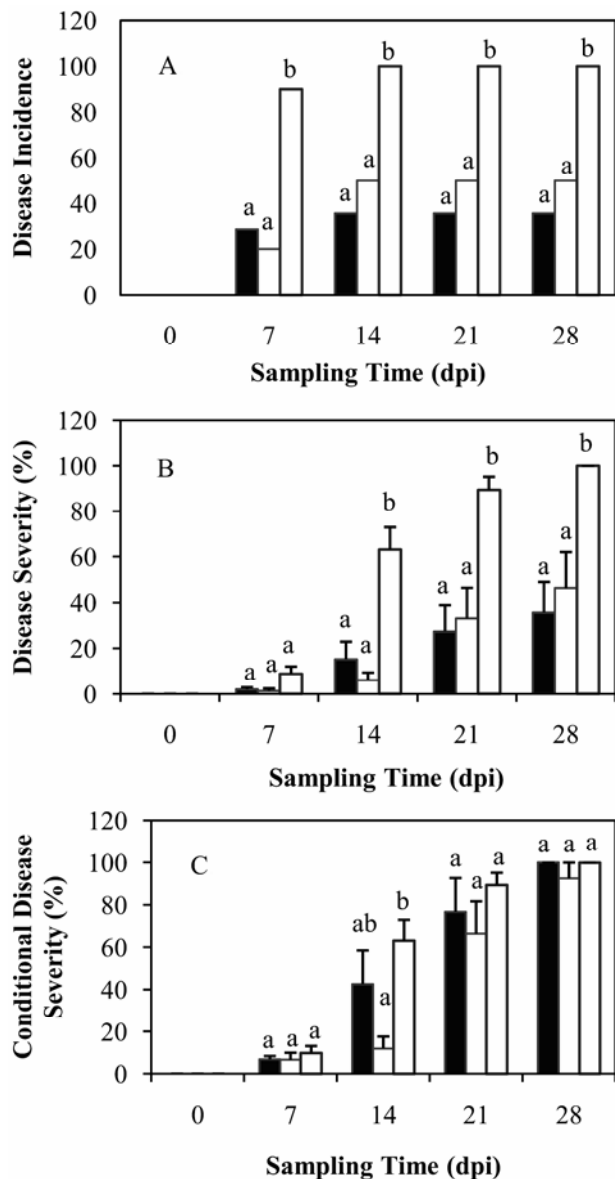 120
b b b b
A
100
80
60
a a a
40
a a a a a
20
0
Disease Incidence
0 7 14 21 28
Sampling Time (dpi)
120
b
b
B
100
b
80
60
a
a
a a
40
a
20
a a a a a
0
Disease Severity (%)
0 7 14 21 28
Sampling Time (dpi)
120
a a a
a a
C
100
a
b
80
ab
60
40
a
20
a a a
0
Conditional Disease
Severity (%)
0 7 14 21 28
Sampling Time (dpi)